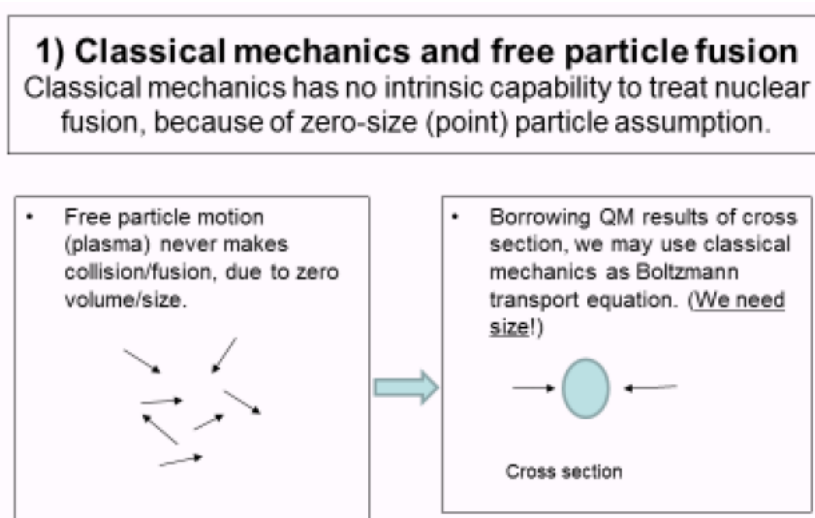 1) Classical mechanics and free particle fusion
Classical mechanics has no intrinsic capability to treat nuclear
fusion, because of zero-size (point) particle assumption.
• Free particle motion
(plasma) never makes
collision/fusion, due to zero
volume/size.
• Borrowing QM results of cross
section, we may use classical
mechanics as Boltzmann
transport equation. (We need
size!)
Cross section